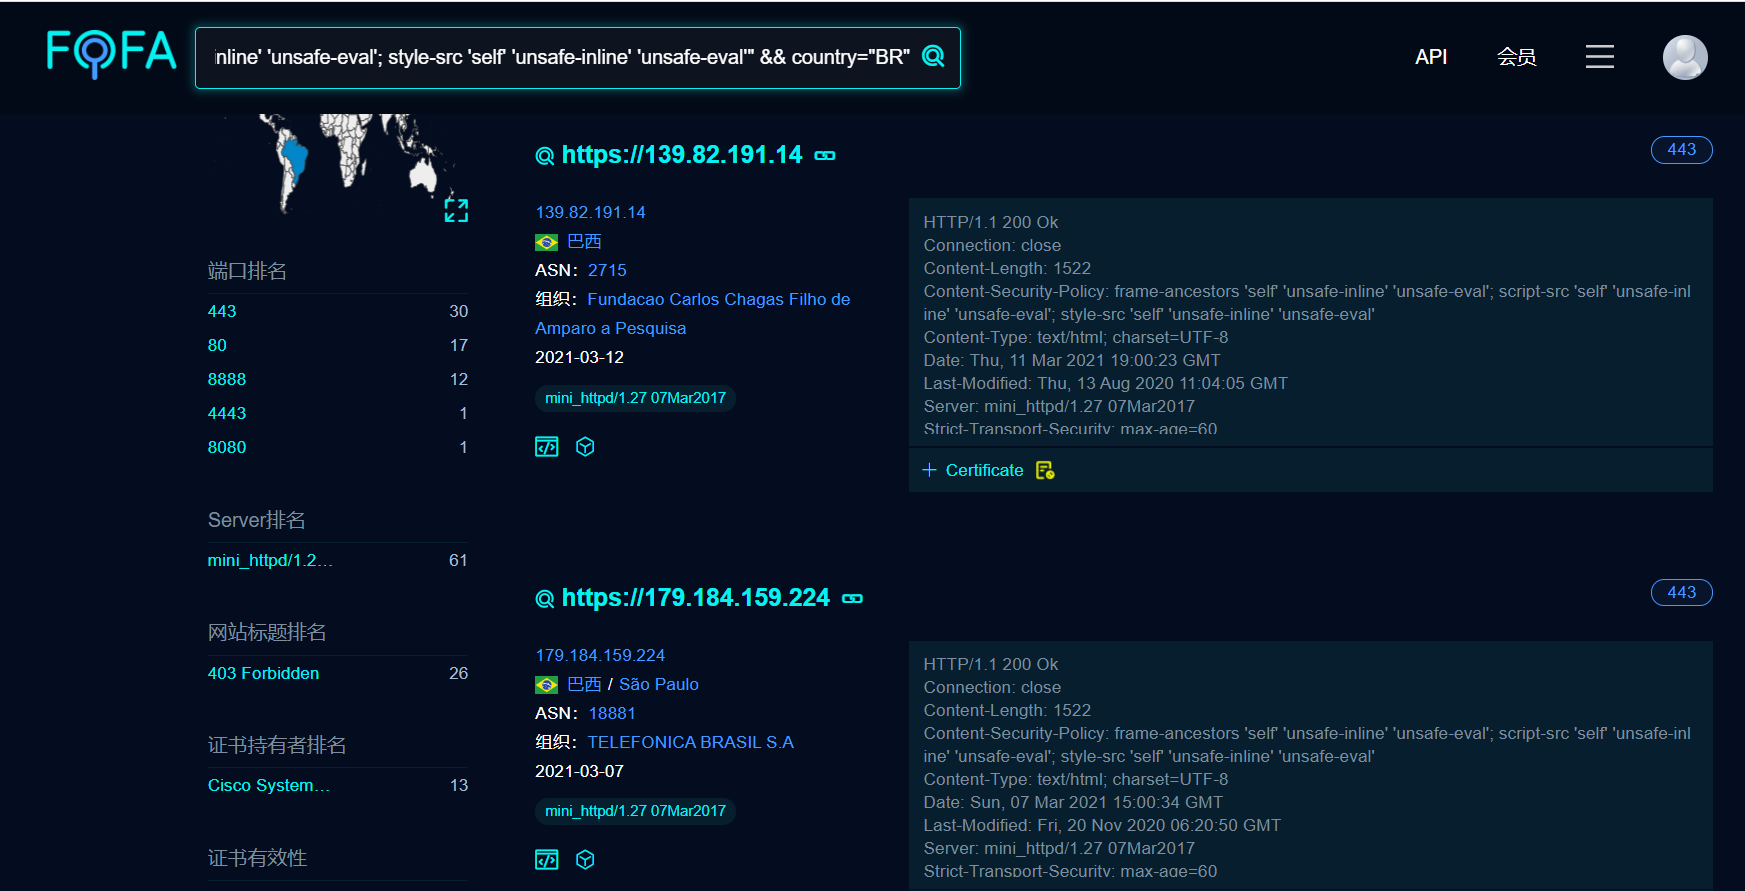 FOFA
inline' 'unsafe-eval'; style-src 'self' 'unsafe-inline' 'unsafe-eval'" && country="BR"
API
会员
端口排名
443 30
80 17
8888 12
4443 1
8080 1
Server排名
mini_httpd/1.2... 61
网站标题排名
403 Forbidden 26
证书持有者排名
Cisco System... 13
证书有效性
https://139.82.191.14
443
139.82.191.14
巴西
ASN： 2715
组织： Fundacao Carlos Chagas Filho de
Amparo a Pesquisa
2021-03-12
mini_httpd/1.27 07Mar2017
HTTP/1.1 200 Ok
Connection: close
Content-Length: 1522
Content-Security-Policy: frame-ancestors 'self' 'unsafe-inline' 'unsafe-eval'; script-src 'self' 'unsafe-inl
ine' 'unsafe-eval'; style-src 'self' 'unsafe-inline' 'unsafe-eval'
Content-Type: text/html; charset=UTF-8
Date: Thu, 11 Mar 2021 19:00:23 GMT
Last-Modified: Thu, 13 Aug 2020 11:04:05 GMT
Server: mini_httpd/1.27 07Mar2017
Strict-Transport-Security: max-age=60
+ Certificate
https://179.184.159.224
443
179.184.159.224
巴西 / São Paulo
ASN： 18881
组织： TELEFONICA BRASIL S.A
2021-03-07
mini_httpd/1.27 07Mar2017
HTTP/1.1 200 Ok
Connection: close
Content-Length: 1522
Content-Security-Policy: frame-ancestors 'self' 'unsafe-inline' 'unsafe-eval'; script-src 'self' 'unsafe-inl
ine' 'unsafe-eval'; style-src 'self' 'unsafe-inline' 'unsafe-eval'
Content-Type: text/html; charset=UTF-8
Date: Sun, 07 Mar 2021 15:00:34 GMT
Last-Modified: Fri, 20 Nov 2020 06:20:50 GMT
Server: mini_httpd/1.27 07Mar2017
Strict-Transport-Security: max-age=60